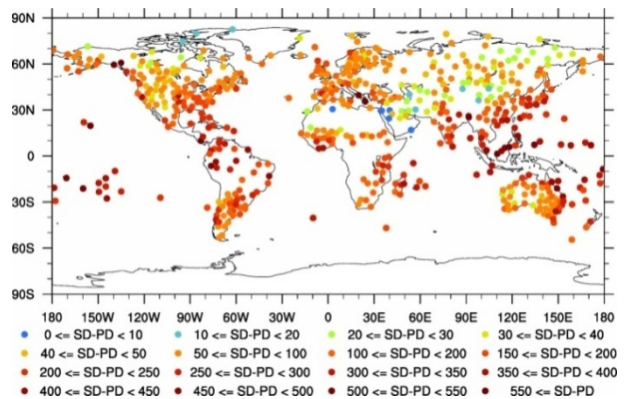 90N
60N
30N
0
30S
60S
90S
180 150W 120W 90W 60W 30W 0 30E 60E 90E 120E 150E 180
0 <= SD-PD < 10 10 <= SD-PD < 20 20 <= SD-PD < 30 30 <= SD-PD < 40
40 <= SD-PD < 50 50 <= SD-PD < 100 100 <= SD-PD < 200 150 <= SD-PD < 200
200 <= SD-PD < 250 250 <= SD-PD < 300 300 <= SD-PD < 350 350 <= SD-PD < 400
400 <= SD-PD < 450 450 <= SD-PD < 500 500 <= SD-PD < 550 550 <= SD-PD